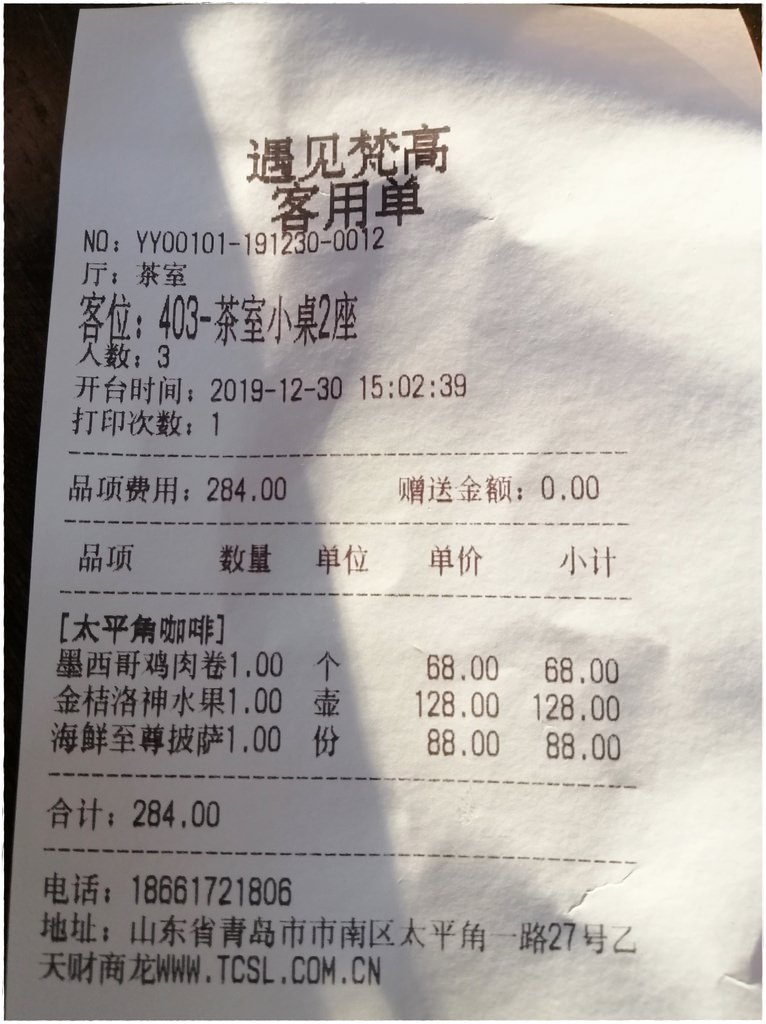 遇见梵高
客用单
NO: YY00101-191230-0012
厅: 茶室
客位: 403-茶室小桌2座
人数: 3
开台时间: 2019-12-30 15:02:39
打印次数: 1
品项费用: 284.00 赠送金额: 0.00
品项 数量 单位 单价 小计
[太平角咖啡]
墨西哥鸡肉卷1.00 个 68.00 68.00
金桔洛神水果1.00 壶 128.00 128.00
海鲜至尊披萨1.00 份 88.00 88.00
合计: 284.00
电话: 18661721806
地址: 山东省青岛市市南区太平角一路27号乙
天财商龙WWW.TCSL.COM.CN